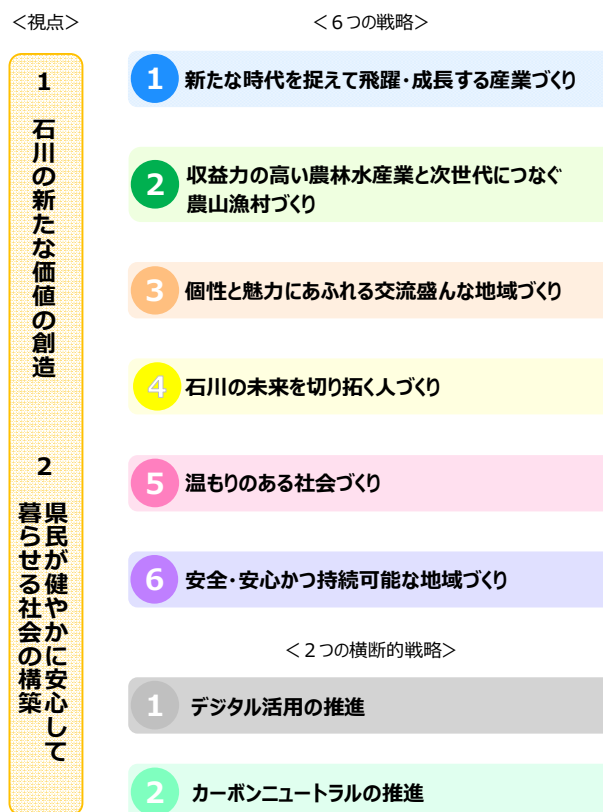 ＜視点＞
1
石川の新たな価値の創造
2
県民が健やかに安心して
暮らせる社会の構築
＜６つの戦略＞
1 新たな時代を捉えて飛躍・成長する産業づくり
2 収益力の高い農林水産業と次世代につなぐ
農山漁村づくり
3 個性と魅力にあふれる交流盛んな地域づくり
4 石川の未来を切り拓く人づくり
5 温もりのある社会づくり
6 安全・安心かつ持続可能な地域づくり
＜２つの横断的戦略＞
1 デジタル活用の推進
2 カーボンニュートラルの推進